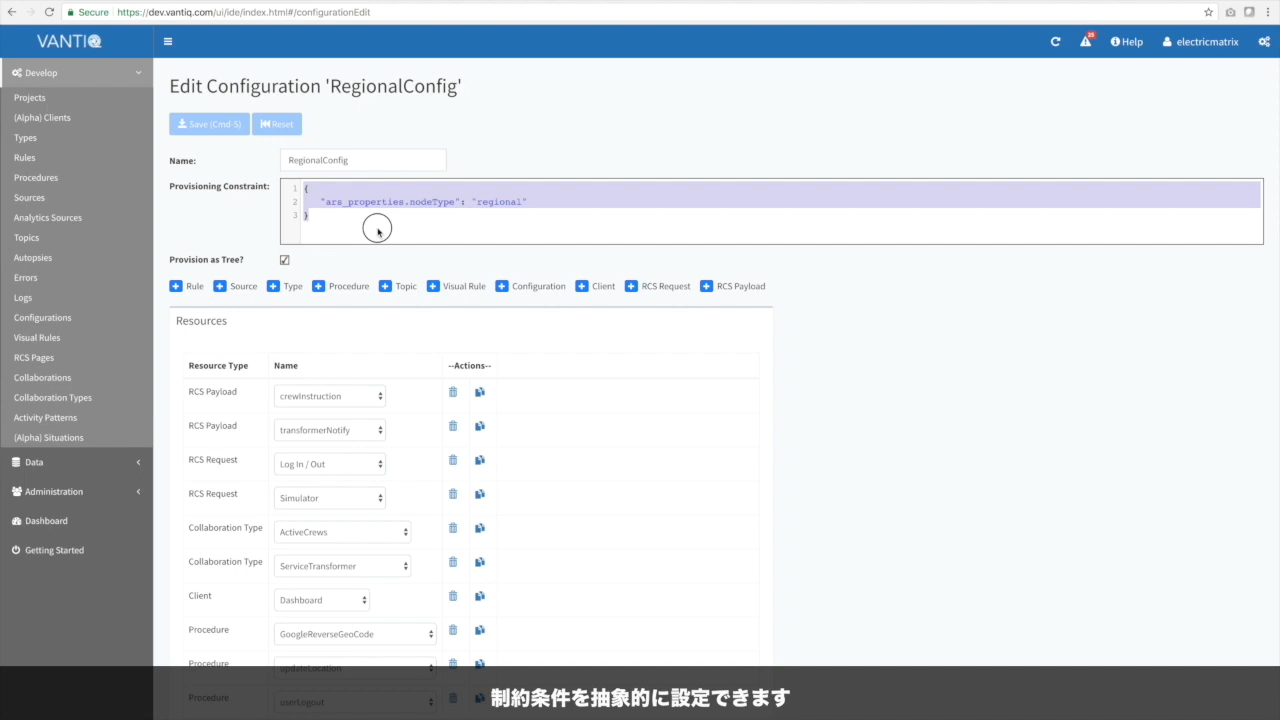 Secure https://dev.vantiq.com/ui/ide/index.html#/configurationEdit
VANTIQ
25
Help
electricmatrix
Develop
Projects
(Alpha) Clients
Types
Rules
Procedures
Sources
Analytics Sources
Topics
Autopsies
Errors
Logs
Configurations
Visual Rules
RCS Pages
Collaborations
Collaboration Types
Activity Patterns
(Alpha) Situations
Data
Administration
Dashboard
Getting Started
Edit Configuration 'RegionalConfig'
Save (Cmd-S) Reset
Name: RegionalConfig
Provisioning Constraint:
1 {
2 "ars_properties.nodeType": "regional"
3 }
Provision as Tree?
Rule Source Type Procedure Topic Visual Rule Configuration Client RCS Request RCS Payload
Resources
Resource Type Name --Actions--
RCS Payload crewInstruction
RCS Payload transformerNotify
RCS Request Log In / Out
RCS Request Simulator
Collaboration Type ActiveCrews
Collaboration Type ServiceTransformer
Client Dashboard
Procedure GoogleReverseGeoCode
Procedure updateLocation
Procedure userLogout
制約条件を抽象的に設定できます